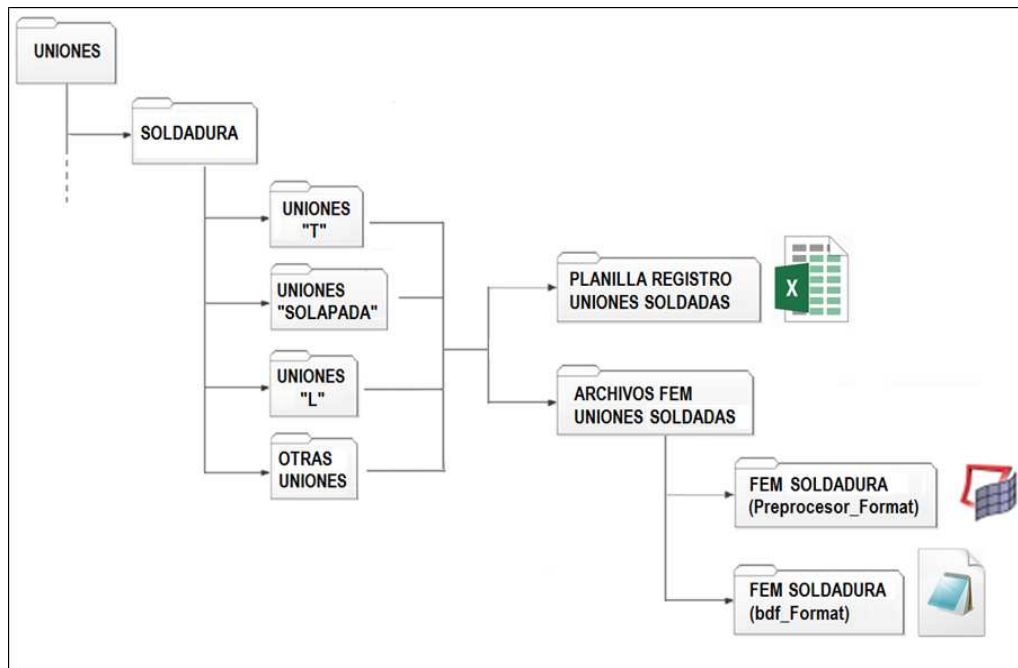 UNIONES
SOLDADURA
UNIONES
"T"
UNIONES
"SOLAPADA"
UNIONES
"L"
OTRAS
UNIONES
PLANILLA REGISTRO
UNIONES SOLDADAS
X
ARCHIVOS FEM
UNIONES SOLDADAS
FEM SOLDADURA
(Preprocesor_Format)
FEM SOLDADURA
(bdf_Format)